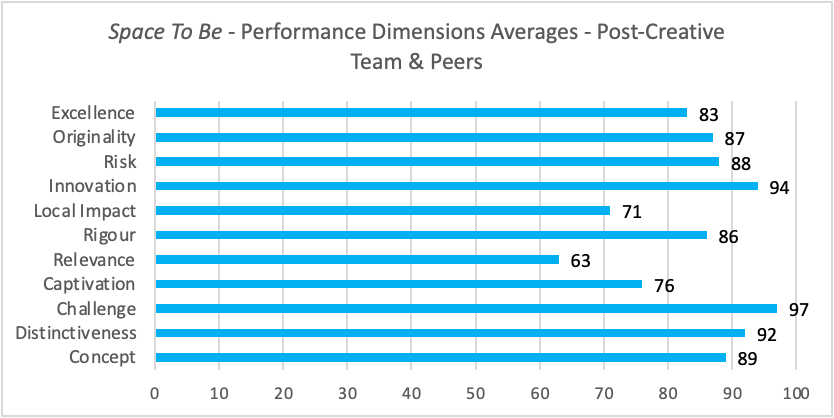 Space To Be - Performance Dimensions Averages - Post-Creative
Team & Peers
Excellence 83
Originality 87
Risk 88
Innovation 94
Local Impact 71
Rigour 86
Relevance 63
Captivation 76
Challenge 97
Distinctiveness 92
Concept 89
0 10 20 30 40 50 60 70 80 90 100